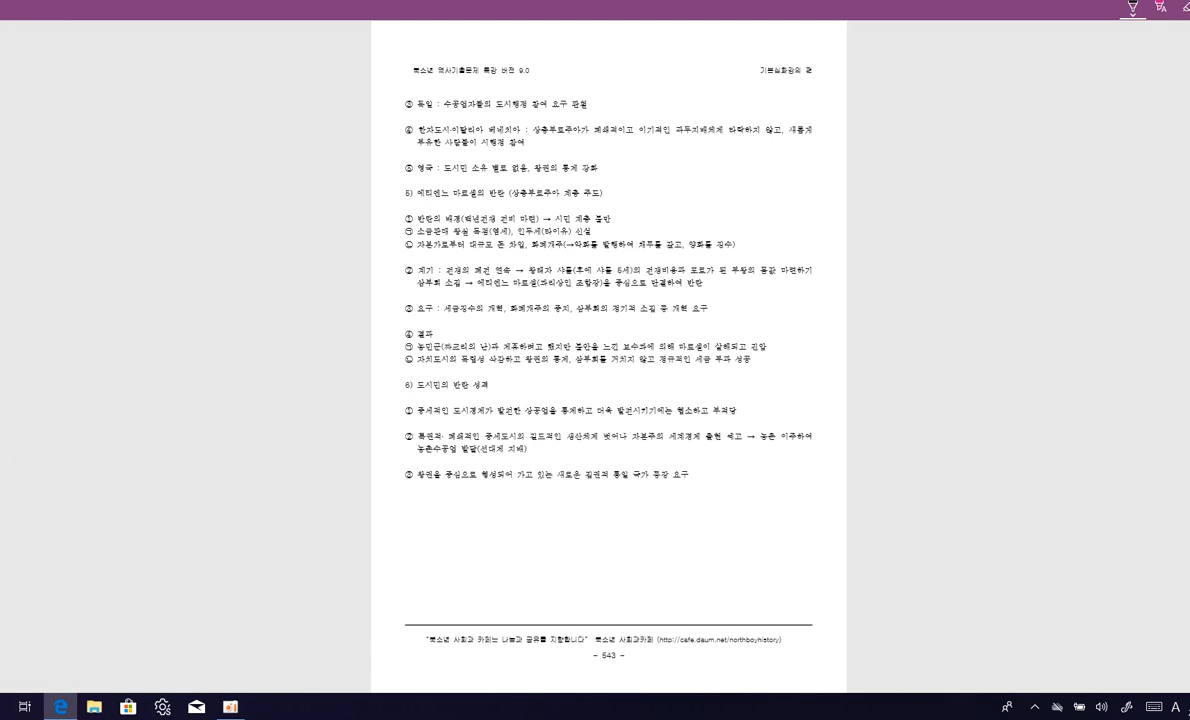 북소년 역사기출문제 특강 버전 9.0
기본심화강의 편
③ 독일 : 수공업자들의 도시행정 참여 요구 관철
④ 한자도시·이탈리아 베네치아 : 상층부르주아가 폐쇄적이고 이기적인 과두지배체제 타락하지 않고, 새롭게
부유한 사람들이 시행정 참여
⑤ 영국 : 도시민 소유 별로 없음, 왕권의 통제 강화
5) 에티엔느 마르셀의 반란 (상층부르주아 계층 주도)
① 반란의 배경(백년전쟁 전비 마련) → 시민 계층 불만
㉠ 소금판매 왕실 독점(염세), 인두세(타이유) 신설
㉡ 자본가로부터 대규모 돈 차입, 화폐개주(→악화를 발행하여 채무를 갚고, 양화를 징수)
② 계기 : 전쟁의 패전 연속 → 왕태자 샤를(후에 샤를 5세)의 전쟁비용과 포로가 된 부왕의 몸값 마련하기
삼부회 소집 → 에티엔느 마르셀(파리상인 조합장)을 중심으로 단결하여 반란
③ 요구 : 세금징수의 개혁, 화폐개주의 중지, 삼부회의 정기적 소집 등 개혁 요구
④ 결과
㉠ 농민군(쟈크리의 난)과 제휴하려고 했지만 불안을 느낀 보수파에 의해 마르셀이 살해되고 진압
㉡ 자치도시의 독립성 삭감하고 왕권의 통제, 삼부회를 거치지 않고 정규적인 세금 부과 성공
6) 도시민의 반란 성격
① 중세적인 도시경제가 발전한 상공업을 통제하고 더욱 발전시키기에는 협소하고 부적당
② 특권적· 폐쇄적인 중세도시의 길드적인 생산체제 벗어나 자본주의 세계경제 출현 예고 → 농촌 이주하여
농촌수공업 발달(선대제 지배)
③ 왕권을 중심으로 형성되어 가고 있는 새로운 집권적 통일 국가 등장 요구
"북소년 사회과 카페는 나눔과 공유를 지향합니다" 북소년 사회과카페 (http://cafe.daum.net/northboyhistory)
- 543 -
A